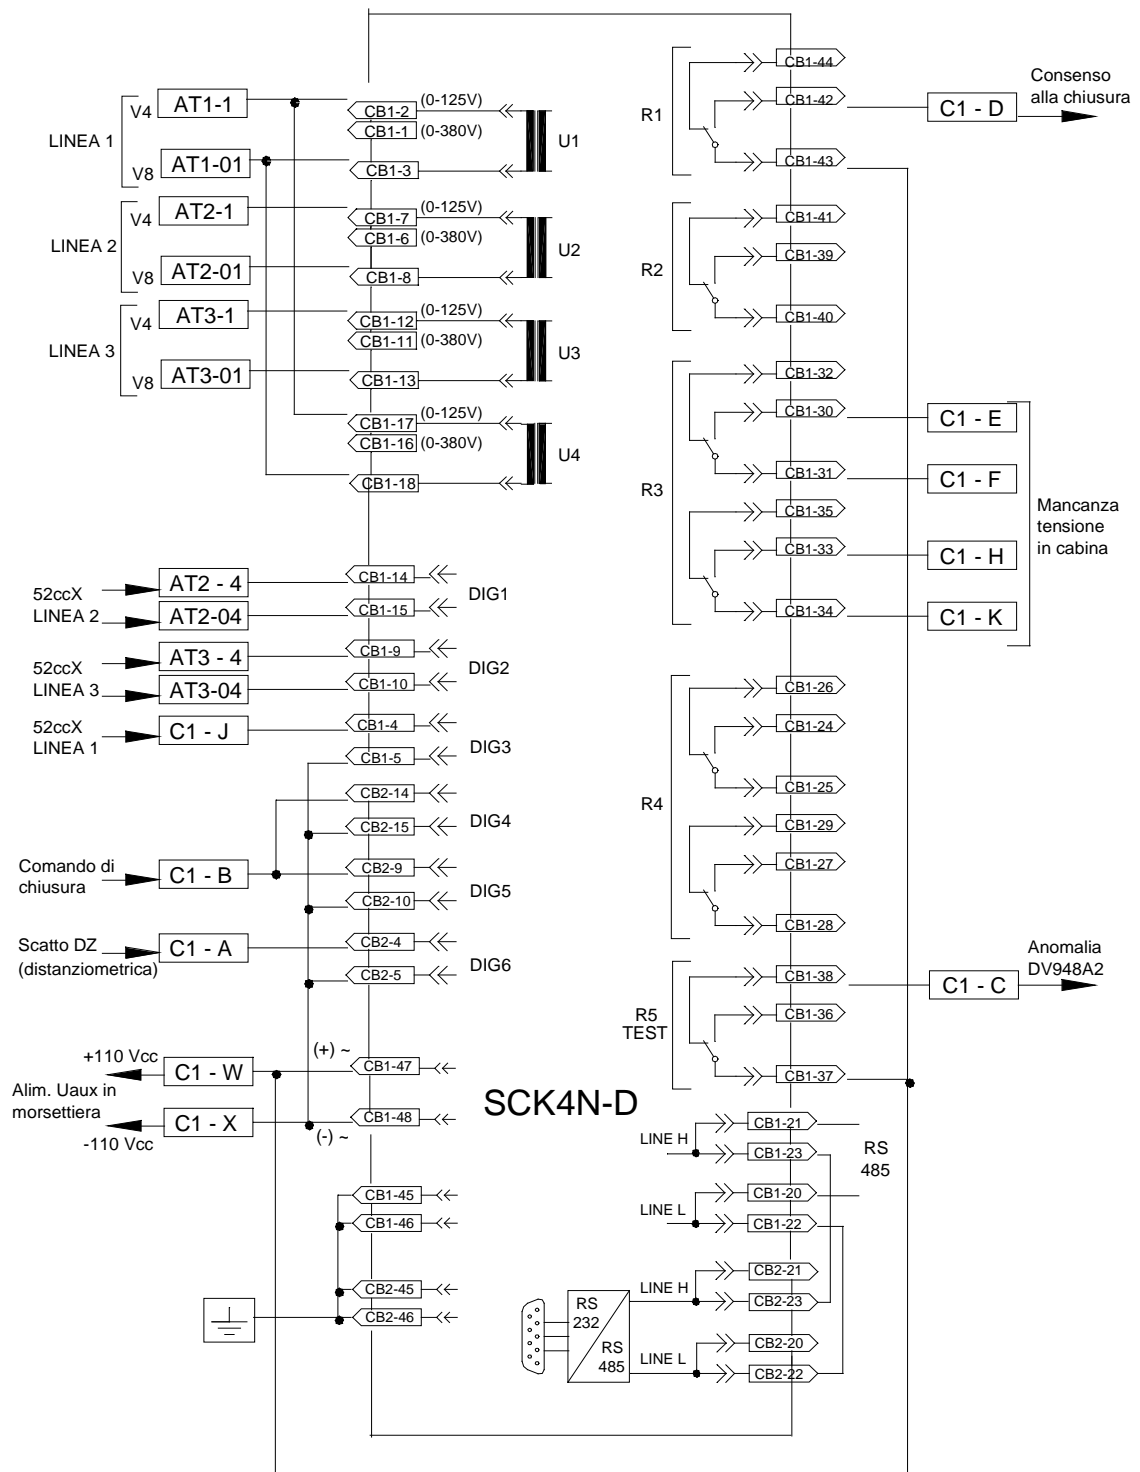 LINEA 1
V4
AT1-1
V8
AT1-01
CB1-2
(0-125V)
CB1-1
(0-380V)
CB1-3
U1
LINEA 2
V4
AT2-1
V8
AT2-01
CB1-7
(0-125V)
CB1-6
(0-380V)
CB1-8
U2
LINEA 3
V4
AT3-1
V8
AT3-01
CB1-12
(0-125V)
CB1-11
(0-380V)
CB1-13
U3
CB1-17
(0-125V)
CB1-16
(0-380V)
CB1-18
U4
52ccX
LINEA 2
AT2 - 4
AT2-04
CB1-14
CB1-15
DIG1
52ccX
LINEA 3
AT3 - 4
AT3-04
CB1-9
CB1-10
DIG2
52ccX
LINEA 1
C1 - J
CB1-4
CB1-5
DIG3
CB2-14
CB2-15
DIG4
Comando di
chiusura
C1 - B
CB2-9
CB2-10
DIG5
Scatto DZ
(distanziometrica)
C1 - A
CB2-4
CB2-5
DIG6
+110 Vcc
Alim. Uaux in
morsettiera
-110 Vcc
C1 - W
C1 - X
(+) ~
CB1-47
CB1-48
(-) ~
CB1-45
CB1-46
CB2-45
CB2-46
SCK4N-D
R1
CB1-44
CB1-42
CB1-43
C1 - D
Consenso
alla chiusura
R2
CB1-41
CB1-39
CB1-40
R3
CB1-32
CB1-30
CB1-31
CB1-35
CB1-33
CB1-34
C1 - E
C1 - F
C1 - H
C1 - K
Mancanza
tensione
in cabina
R4
CB1-26
CB1-24
CB1-25
CB1-29
CB1-27
CB1-28
R5
TEST
CB1-38
CB1-36
CB1-37
C1 - C
Anomalia
DV948A2
LINE H
CB1-21
CB1-23
LINE L
CB1-20
CB1-22
RS
485
LINE H
CB2-21
CB2-23
LINE L
CB2-20
CB2-22
RS
232
RS
485